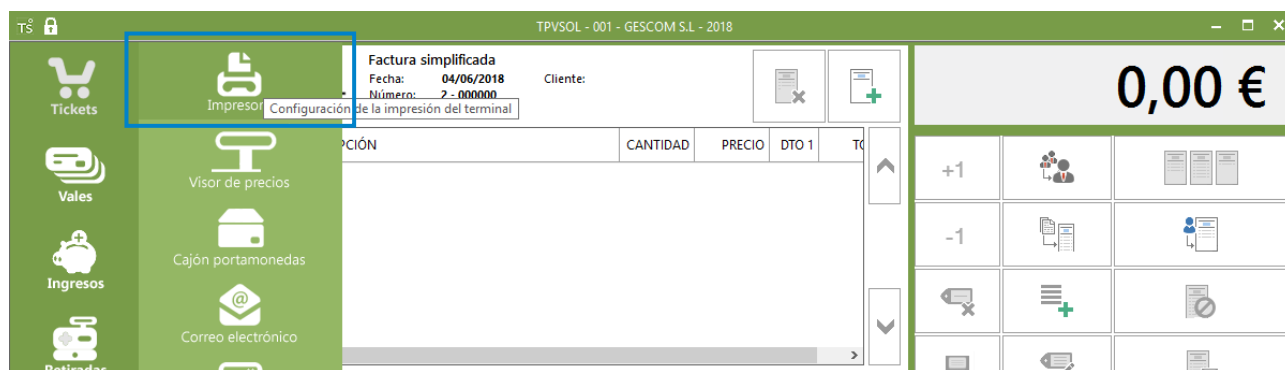 TS
TPVSOL - 001 - GESCOM S.L - 2018
Tickets
Impresor
Configuración de la impresión del terminal
Factura simplificada
Fecha: 04/06/2018 Cliente:
Número: 2 - 000000
0,00 €
PCIÓN CANTIDAD PRECIO DTO 1
Vales
Visor de precios
+1
Cajón portamonedas
-1
Ingresos
@
Correo electrónico
Retiradas